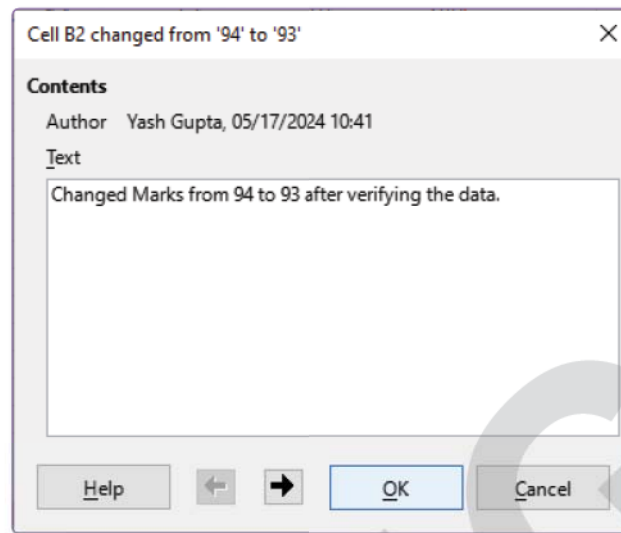 Cell B2 changed from '94' to '93'
Contents
Author Yash Gupta, 05/17/2024 10:41
Text
Changed Marks from 94 to 93 after verifying the data.
Help OK Cancel